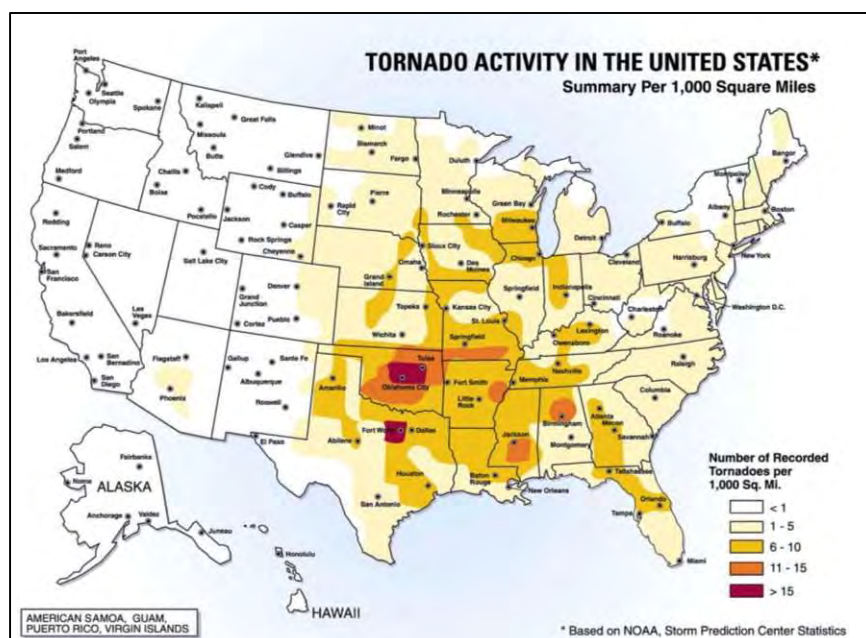 TORNADO ACTIVITY IN THE UNITED STATES*
Summary Per 1,000 Square Miles
Port
Angeles
Seattle
Olympia
Spokane
Portland
Salem
Medford
Kalispell
Great Falls
Missoula
Butte
Glendive
Billings
Challis
Boise
Pocatello
Cody
Buffalo
Jackson
Casper
Rock Springs
Cheyenne
Minot
Bismarck
Fargo
Pierre
Rapid
City
Duluth
Minneapolis
Rochester
Green Bay
Milwaukee
Sioux City
Des
Moines
Omaha
Grand
Island
Chicago
Detroit
Cleveland
Buffalo
Albany
Montpelier
Bangor
Boston
New York
Harrisburg
Washington D.C.
Redding
Sacramento
San
Francisco
Reno
Carson City
Bakersfield
Los Angeles
San
Bernadino
San
Diego
Las
Vegas
Salt Lake City
Denver
Grand
Junction
Pueblo
Cortez
Topeka
Wichita
Kansas City
St. Louis
Springfield
Springfield
Indianapolis
Cincinnati
Charleston
Roanoke
Lexington
Owensboro
Nashville
Raleigh
Columbia
Flagstaff
Phoenix
Gallup
Santa Fe
Albuquerque
Roswell
El Paso
Amarillo
Tulsa
Oklahoma City
Fort Smith
Little
Rock
Memphis
Fort Worth
Dallas
Abilene
Houston
San Antonio
Jackson
Baton
Rouge
New Orleans
Birmingham
Montgomery
Atlanta
Macon
Savannah
Tallahassee
Orlando
Tampa
Miami
Fairbanks
Nome
ALASKA
Anchorage
Valdez
Juneau
Honolulu
HAWAII
AMERICAN SAMOA, GUAM,
PUERTO RICO, VIRGIN ISLANDS
Number of Recorded
Tornadoes per
1,000 Sq. Mi.
< 1
1 - 5
6 - 10
11 - 15
> 15
* Based on NOAA, Storm Prediction Center Statistics